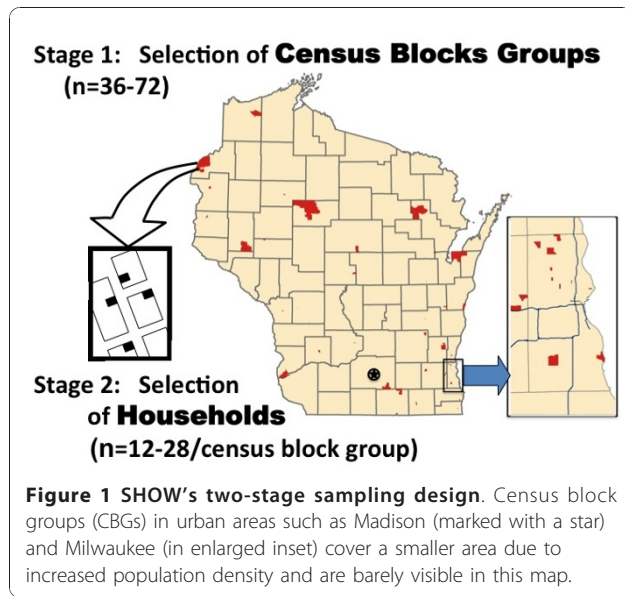 Stage 1: Selection of Census Blocks Groups
(n=36-72)
Stage 2: Selection
of Households
(n=12-28/census block group)
Figure 1 SHOW's two-stage sampling design. Census block
groups (CBGs) in urban areas such as Madison (marked with a star)
and Milwaukee (in enlarged inset) cover a smaller area due to
increased population density and are barely visible in this map.